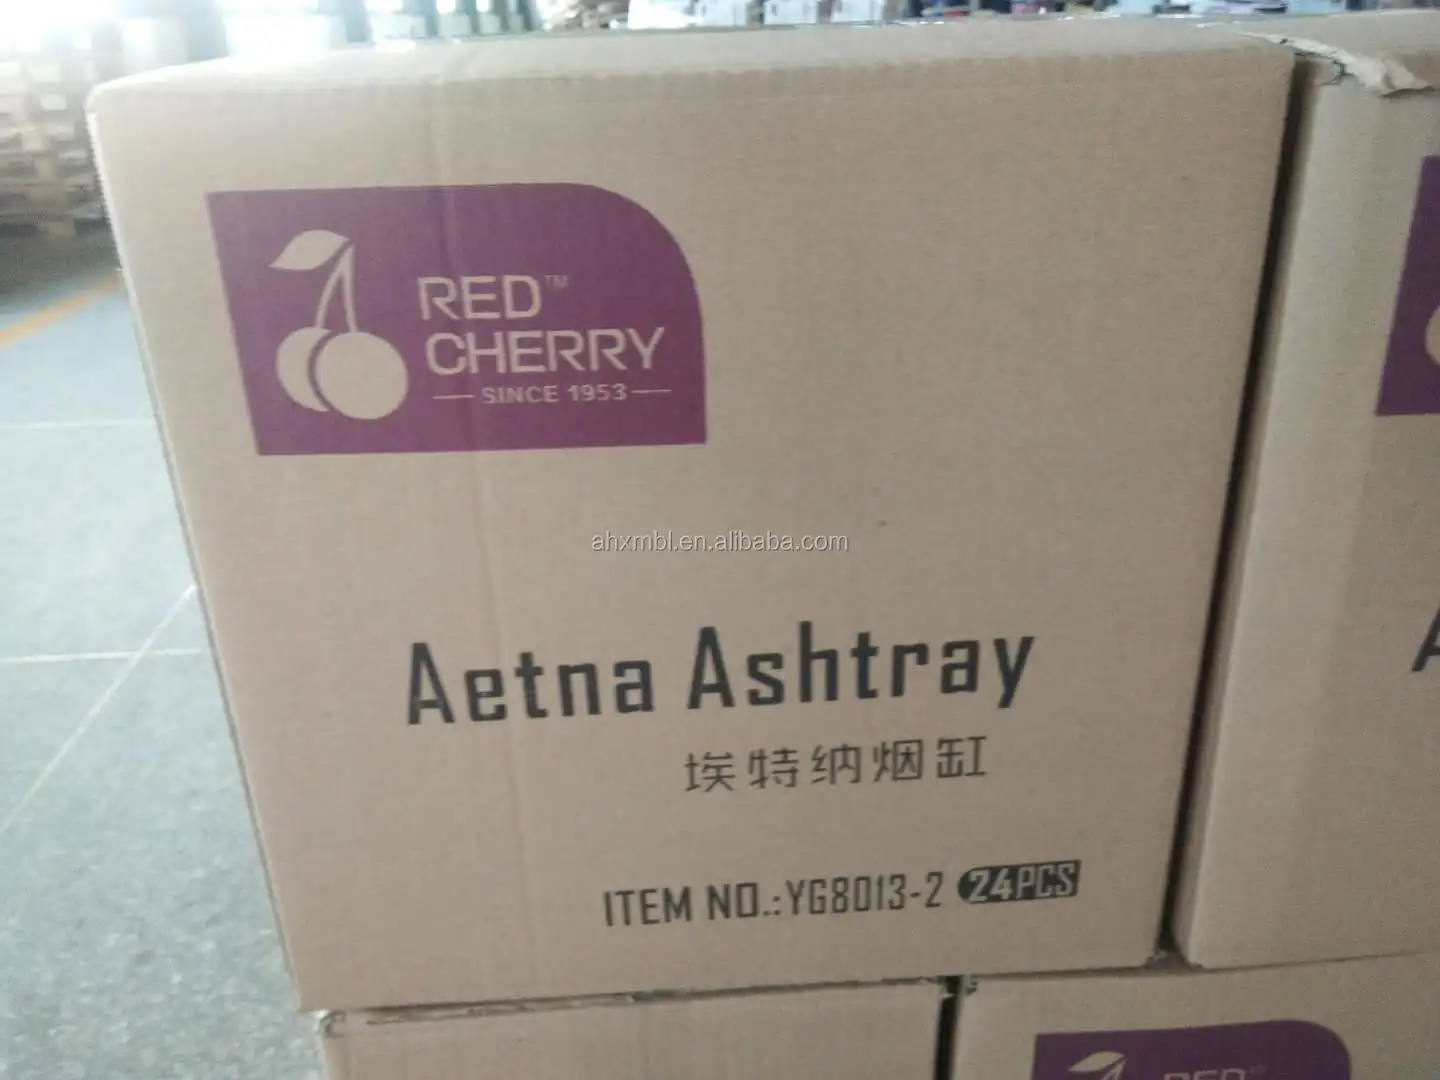 RED™
CHERRY
SINCE 1953
ahxmbl.en.alibaba.com
Aetna Ashtray
埃特纳烟缸
ITEM NO.:YG8013-2 24PCS
RED